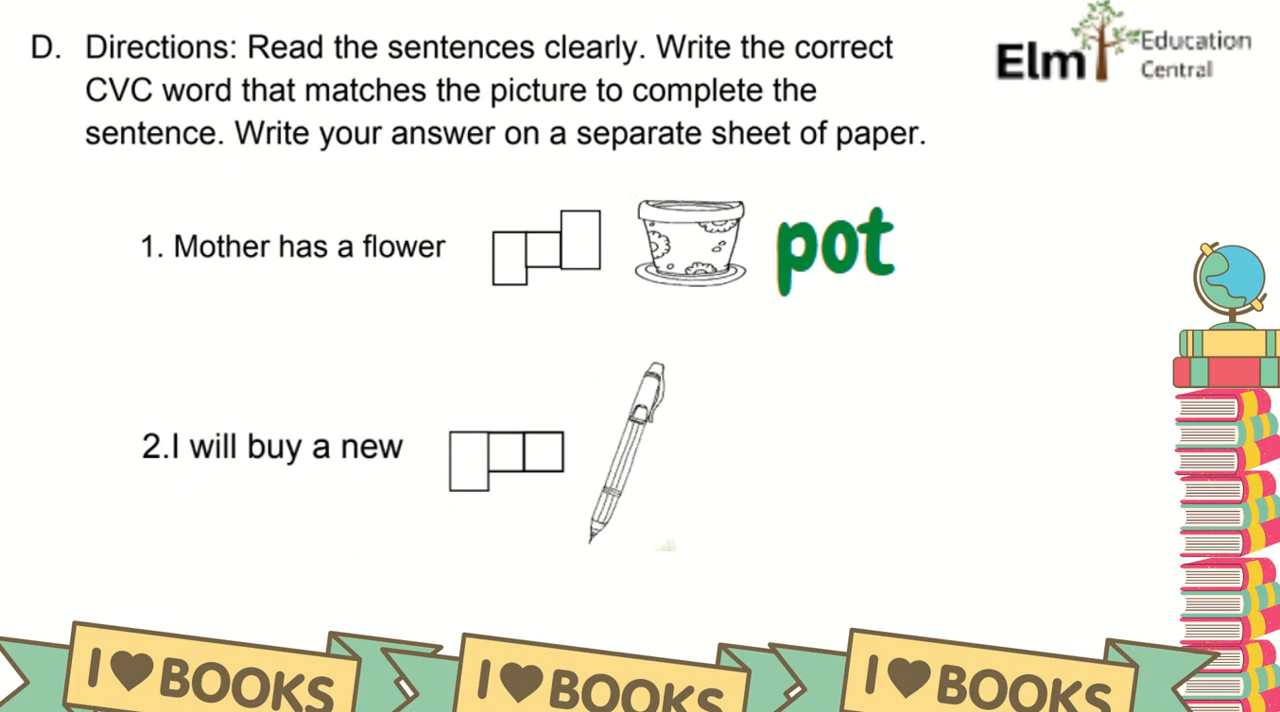 D. Directions: Read the sentences clearly. Write the correct
CVC word that matches the picture to complete the
sentence. Write your answer on a separate sheet of paper.
Elm Education
Central
1. Mother has a flower pot
2.I will buy a new
I BOOKS I BOOKS I BOOKS